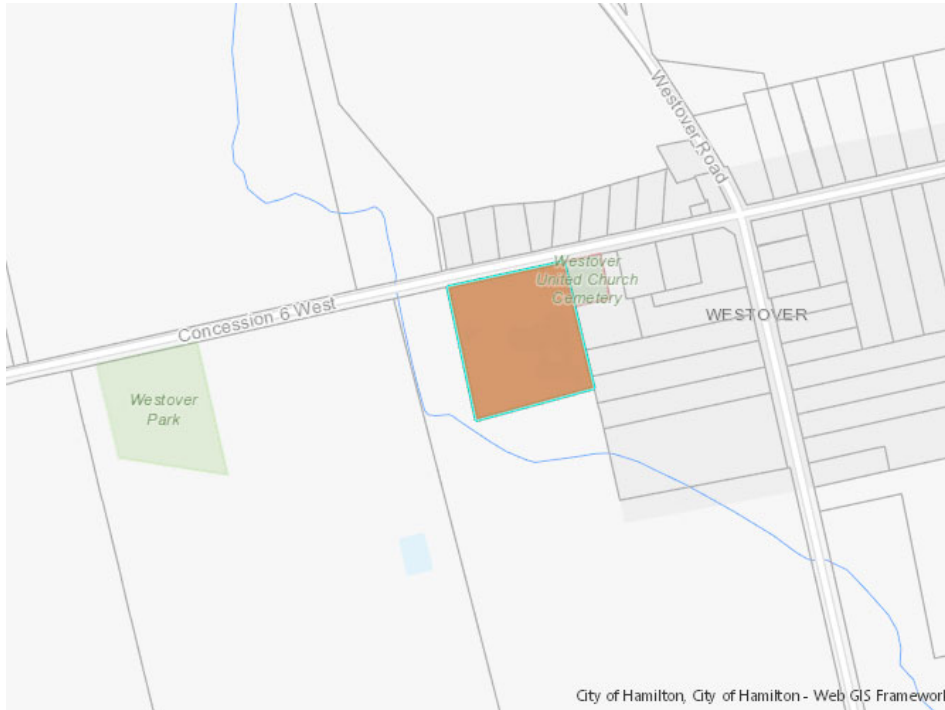 Westover Road
Westover
United Church
Cemetery
Concession 6 West
WESTOVER
Westover
Park
City of Hamilton, City of Hamilton - Web GIS Framework